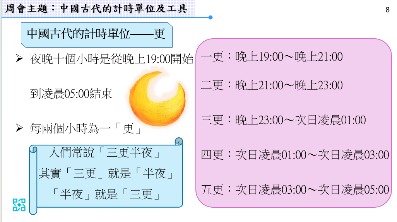 周會主題：中國古代的計時單位及工具
8
中國古代的計時單位——更
➢ 夜晚十個小時是從晚上19:00開始
到凌晨05:00結束
➢ 每兩個小時為一「更」
人們常說「三更半夜」
其實「三更」就是「半夜」
「半夜」就是「三更」
一更：晚上19:00～晚上21:00
二更：晚上21:00～晚上23:00
三更：晚上23:00～次日凌晨01:00
四更：次日凌晨01:00～次日凌晨03:00
五更：次日凌晨03:00～次日凌晨05:00